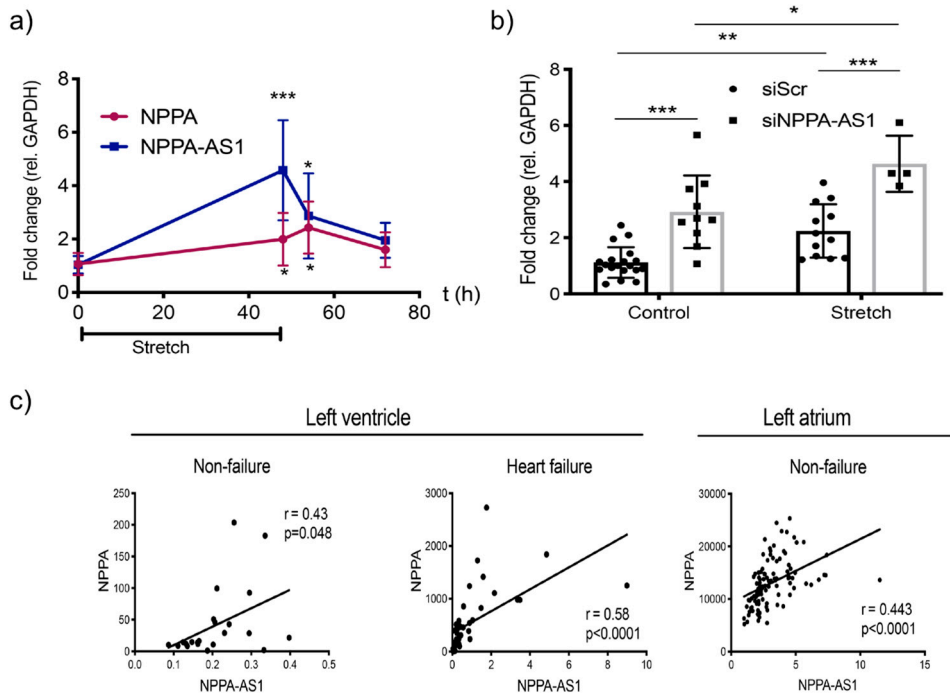 a)
Fold change (rel. GAPDH)
8
6
4
2
0
NPPA
NPPA-AS1
***
*
*
*
0
20
40
60
80
t (h)
Stretch
b)
Fold change (rel. GAPDH)
8
6
4
2
0
*
**
***
***
siScr
siNPPA-AS1
Control
Stretch
c)
Left ventricle
Left atrium
Non-failure
NPPA
250
200
150
100
50
0
r = 0.43
p=0.048
0.0
0.1
0.2
0.3
0.4
0.5
NPPA-AS1
Heart failure
NPPA
3000
2000
1000
0
r = 0.58
p<0.0001
0
2
4
6
8
10
NPPA-AS1
Non-failure
NPPA
30000
20000
10000
0
r = 0.443
p<0.0001
0
5
10
15
NPPA-AS1